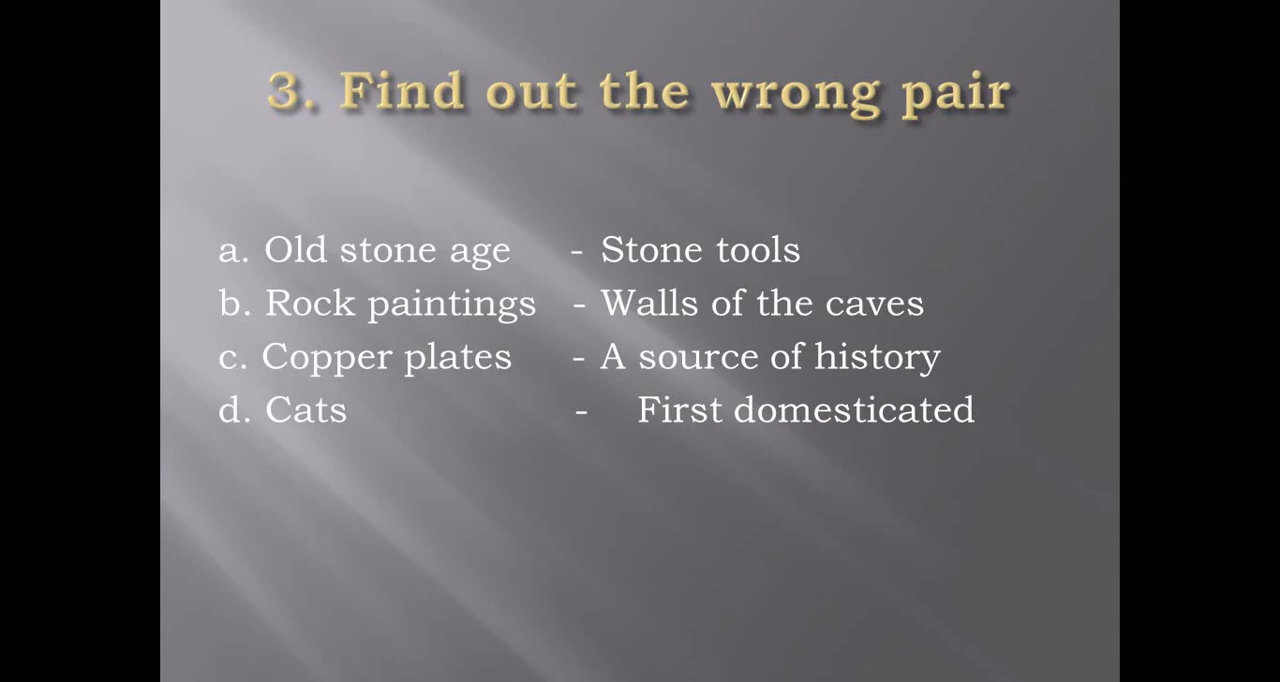 3. Find out the wrong pair
a. Old stone age - Stone tools
b. Rock paintings - Walls of the caves
c. Copper plates - A source of history
d. Cats - First domesticated